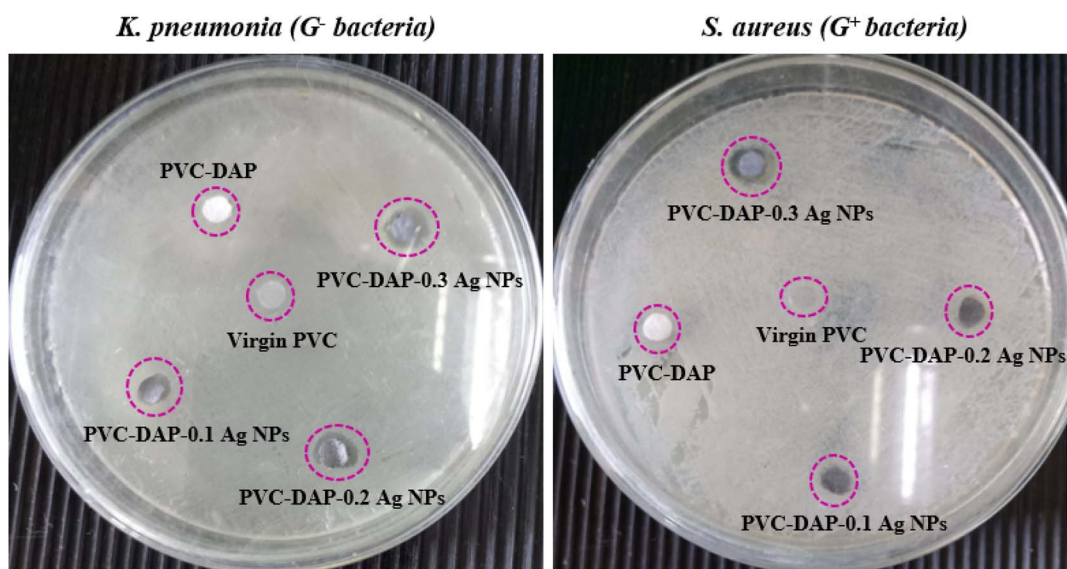 K. pneumonia (G⁻ bacteria)
S. aureus (G⁺ bacteria)
PVC-DAP
PVC-DAP-0.3 Ag NPs
Virgin PVC
PVC-DAP-0.1 Ag NPs
PVC-DAP-0.2 Ag NPs
PVC-DAP-0.3 Ag NPs
Virgin PVC
PVC-DAP-0.2 Ag NPs
PVC-DAP
PVC-DAP-0.1 Ag NPs